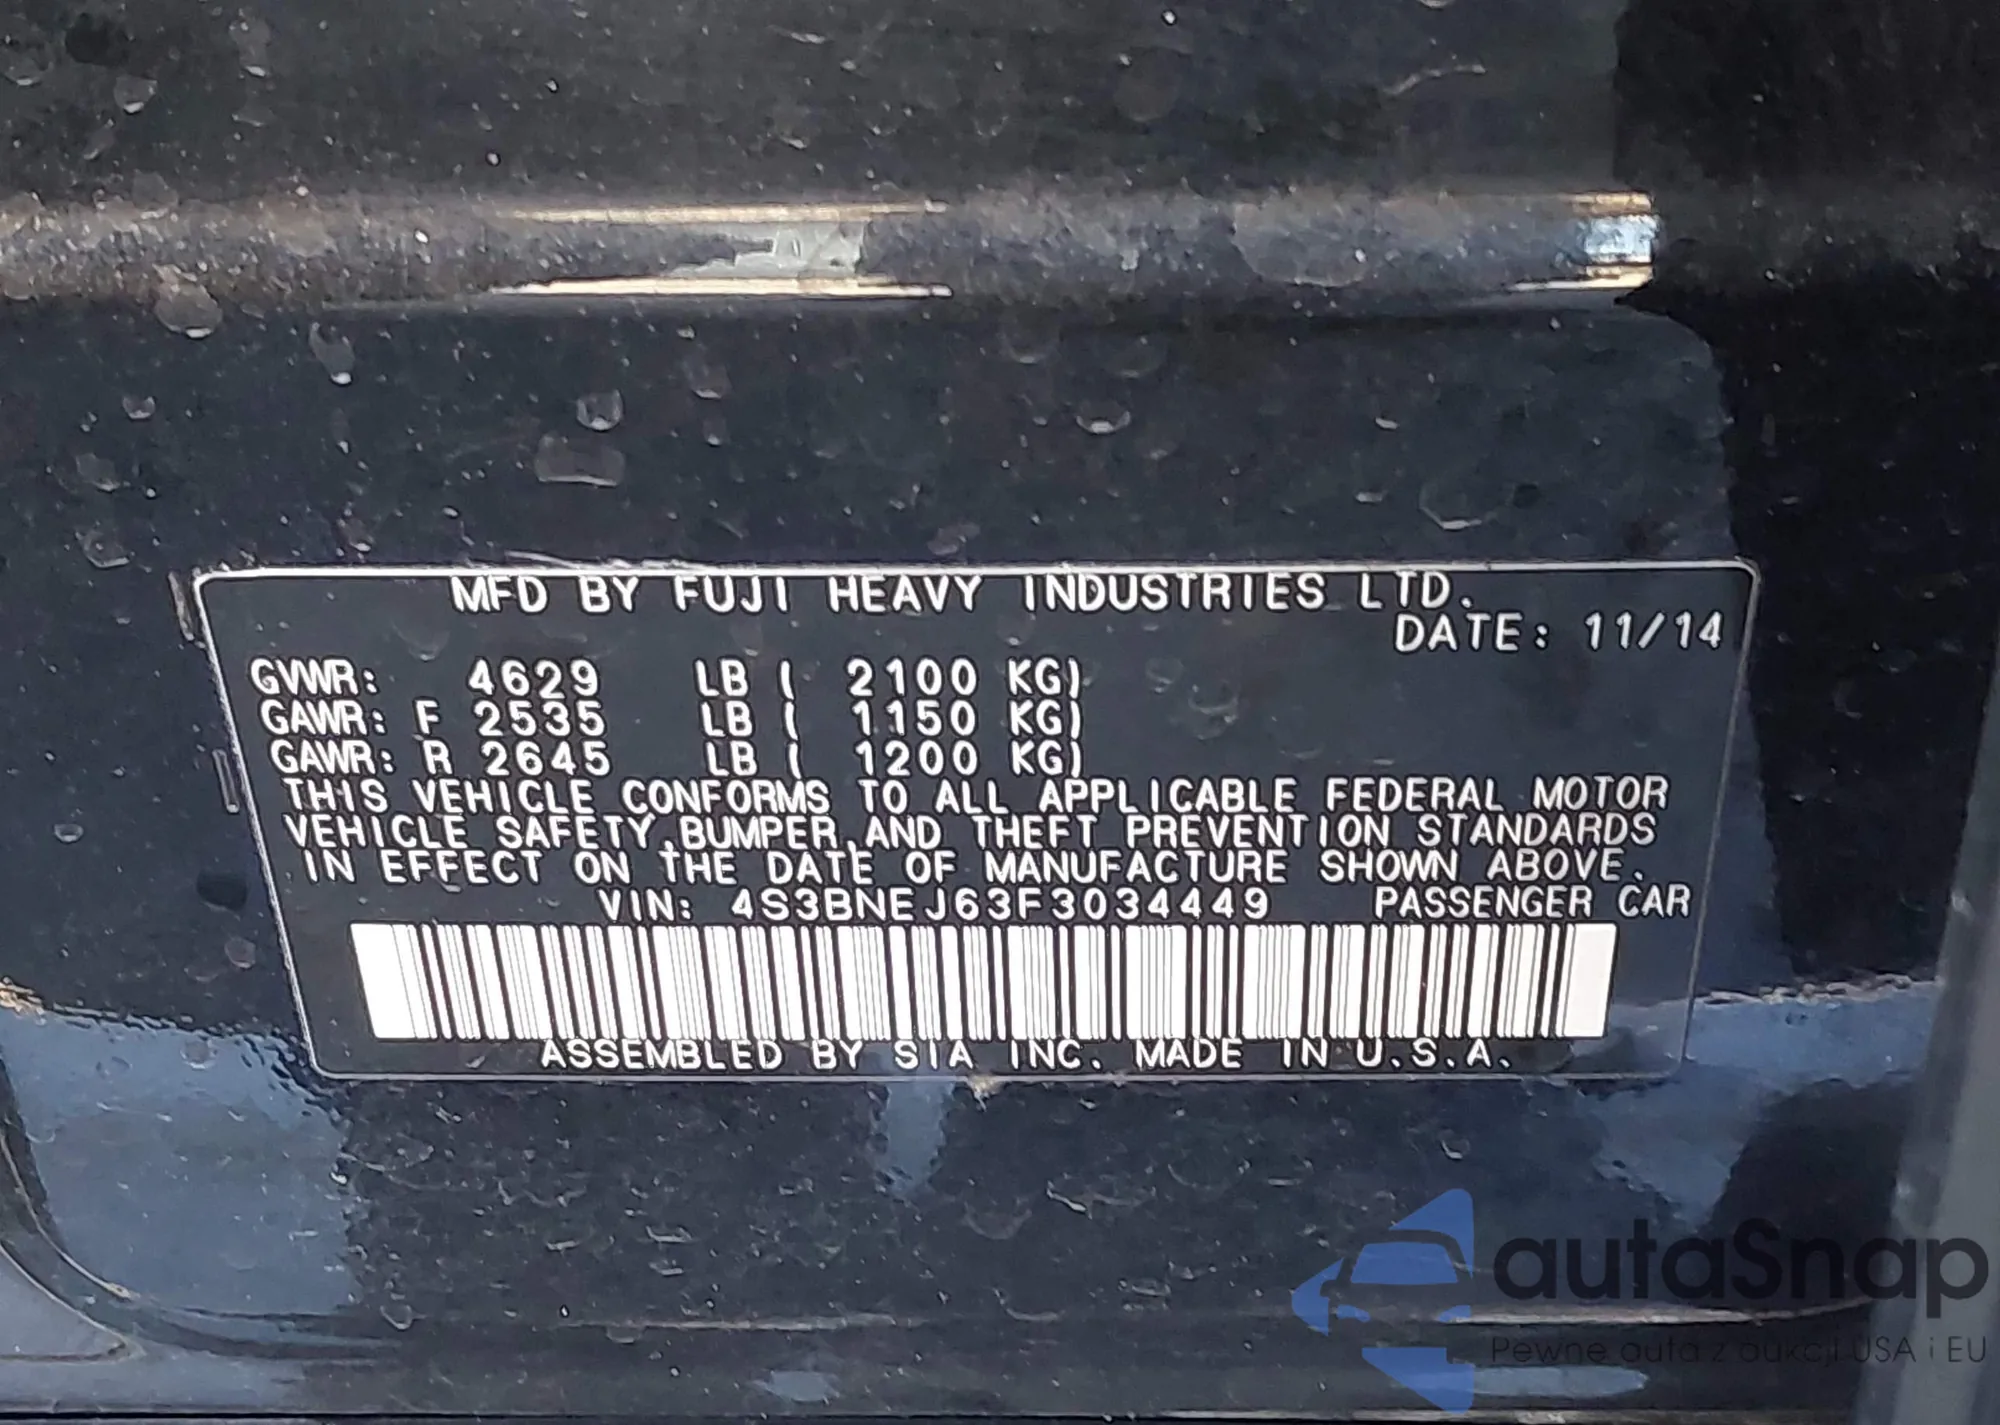 MFD BY FUJI HEAVY INDUSTRIES LTD.
DATE: 11/14
GVWR: 4629 LB ( 2100 KG)
GAWR: F 2535 LB ( 1150 KG)
GAWR: R 2645 LB ( 1200 KG)
THIS VEHICLE CONFORMS TO ALL APPLICABLE FEDERAL MOTOR
VEHICLE SAFETY,BUMPER,AND THEFT PREVENTION STANDARDS
IN EFFECT ON THE DATE OF MANUFACTURE SHOWN ABOVE.
VIN: 4S3BNEJ63F3034449 PASSENGER CAR
ASSEMBLED BY SIA INC. MADE IN U.S.A.
autaSnap
Pewne auta z aukcji USA i EU